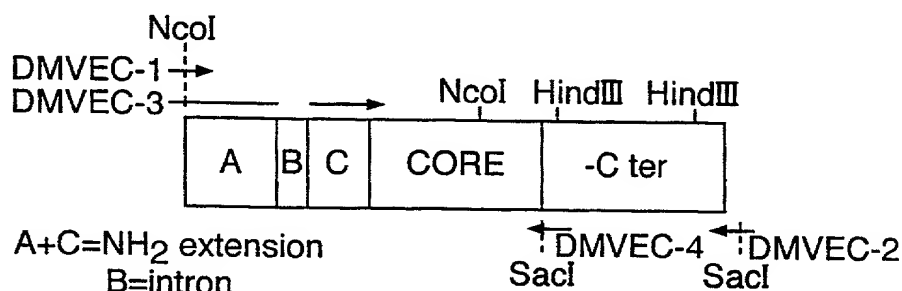 NcoI
DMVEC-1
DMVEC-3
NcoI HindIII HindIII
A B C CORE -C ter
A+C=NH2 extension
B=intron
DMVEC-4 DMVEC-2
SacI SacI